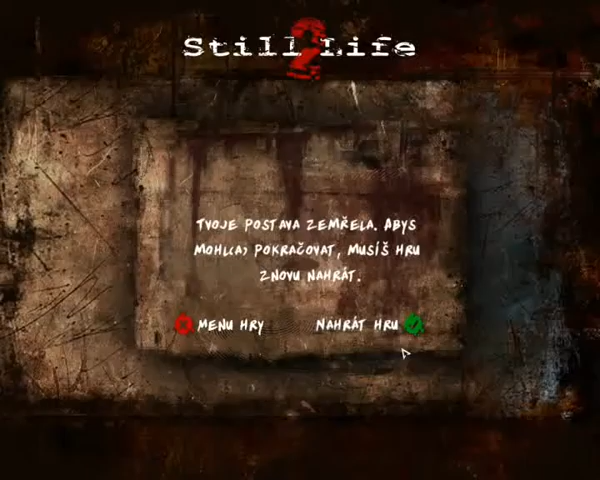 Still 2 Life
TVOJE POSTAVA ZEMŘELA. ABYS
MOHL(A) POKRAČOVAT, MUSÍŠ HRU
ZNOVU NAHRÁT.
MENU HRY NAHRÁT HRU